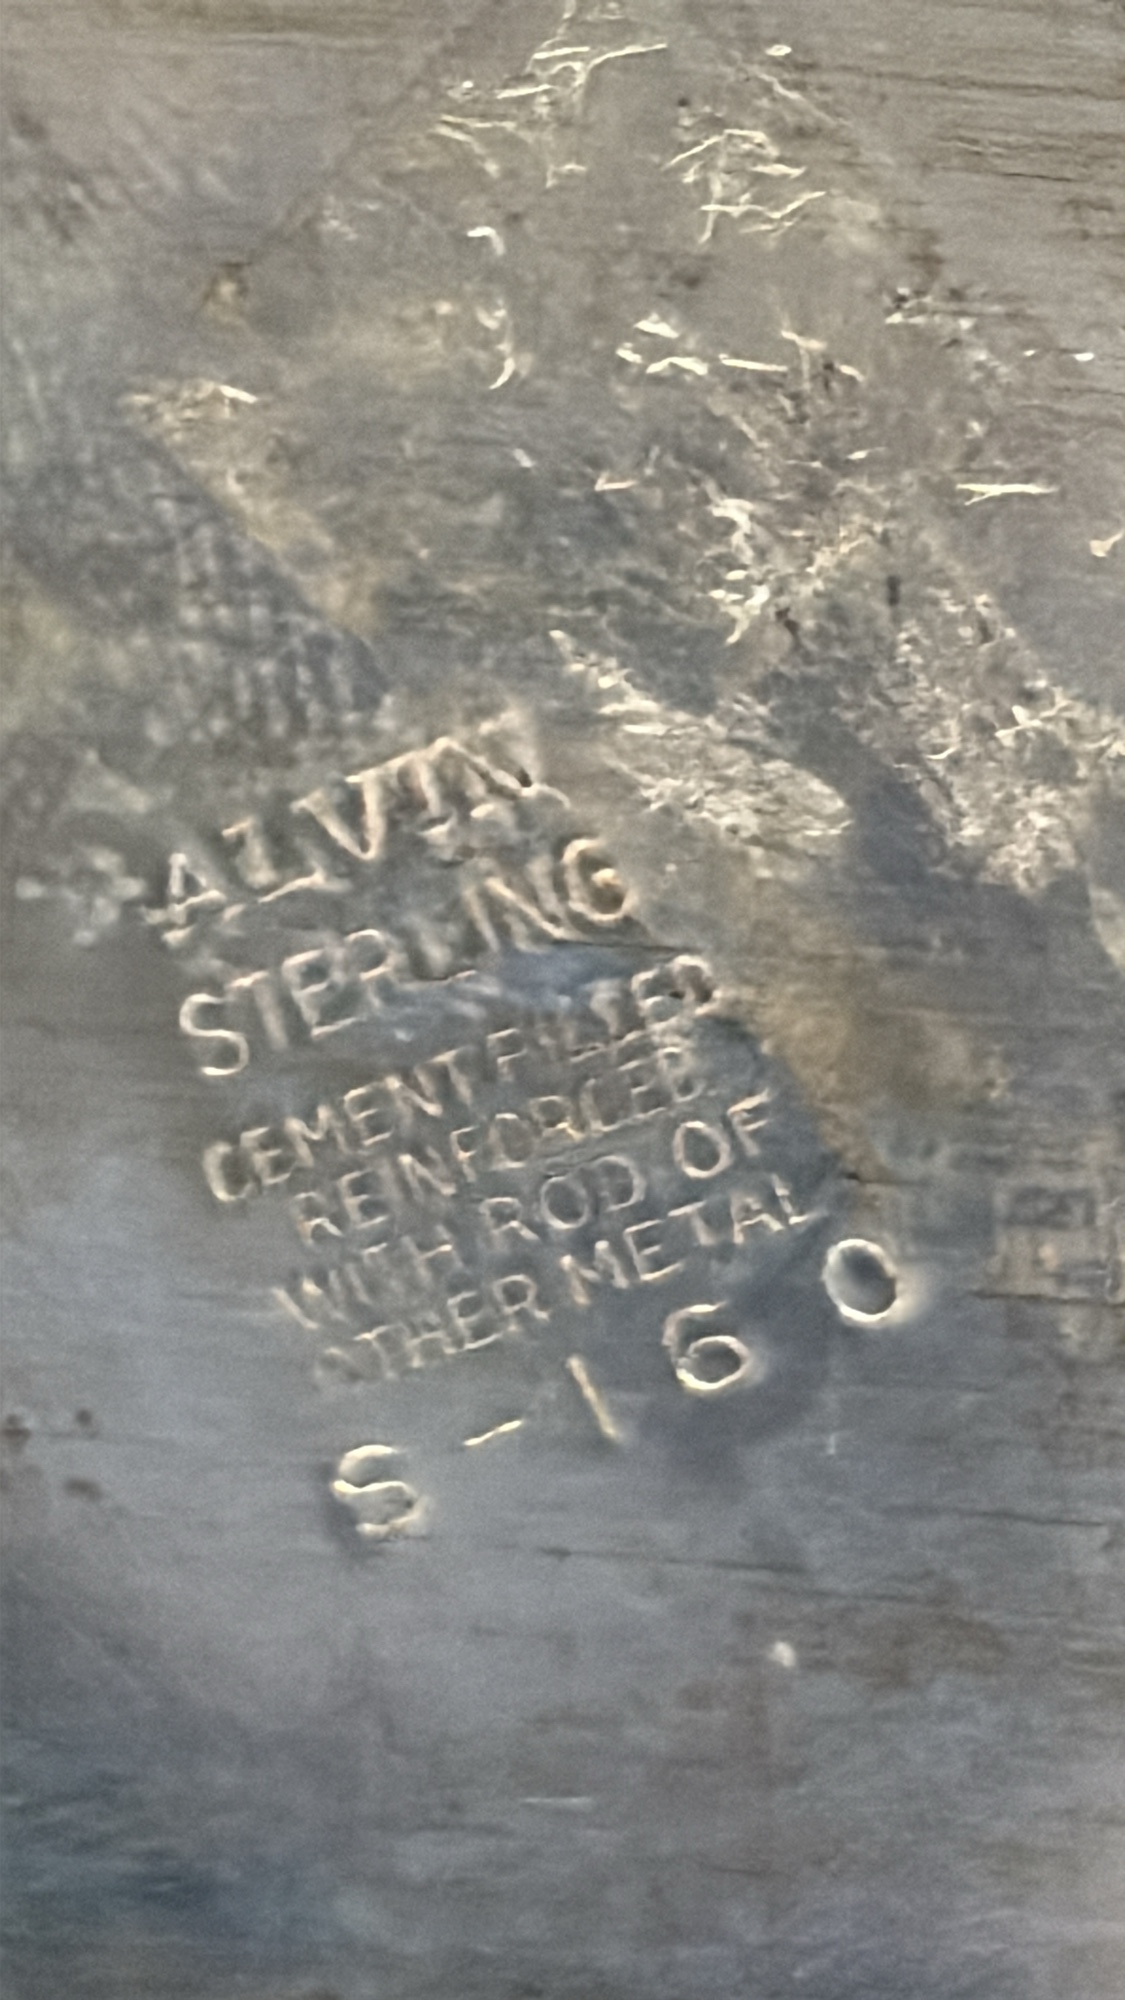 ALVIN
STERLING
CEMENT FILLED
REINFORCED
WITH ROD OF
OTHER METAL
S-160